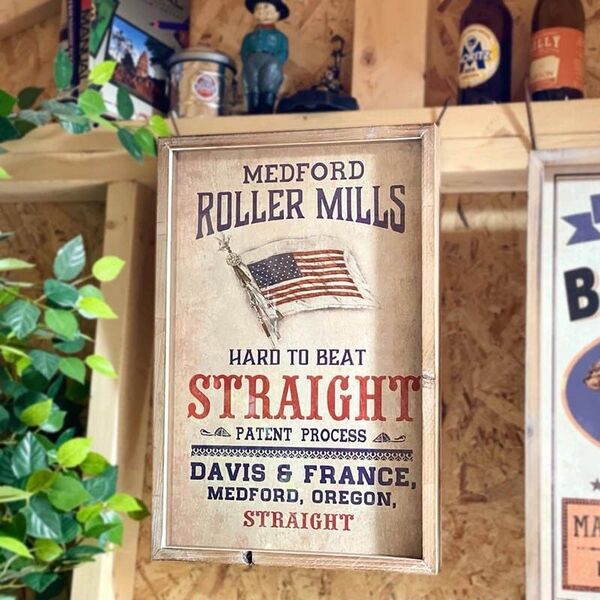 MEDFORD
ROLLER MILLS
HARD TO BEAT
STRAIGHT
PATENT PROCESS
DAVIS & FRANCE,
MEDFORD, OREGON,
STRAIGHT